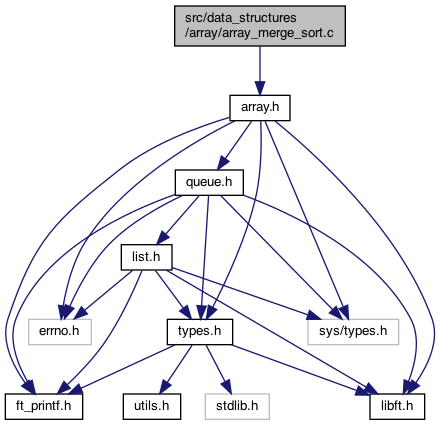 src/data_structures
/array/array_merge_sort.c
array.h
queue.h
list.h
errno.h
types.h
sys/types.h
ft_printf.h
utils.h
stdlib.h
libft.h